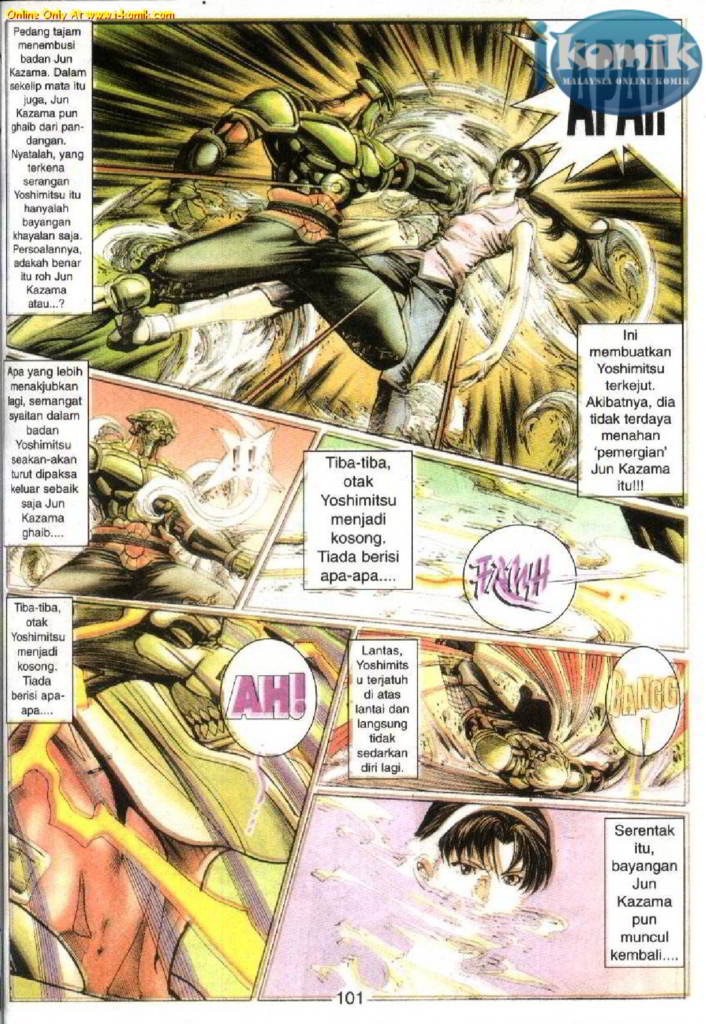 Online Only At www.i-komik.com
ikomik
MALAYSIA ONLINE KOMIK
Pedang tajam
menembusi
badan Jun
Kazama. Dalam
sekelip mata itu
juga, Jun
Kazama pun
ghaib dari pan-
dangan.
Nyatalah, yang
terkena
serangan
Yoshimitsu itu
hanyalah
bayangan
khayalan saja.
Persoalannya,
adakah benar
itu roh Jun
Kazama
atau...?
Ini
membuatkan
Yoshimitsu
terkejut.
Akibatnya, dia
tidak terdaya
menahan
'pemergian'
Jun Kazama
itu!!!
Apa yang lebih
menakjubkan
lagi, semangat
syaitan dalam
badan
Yoshimitsu
seakan-akan
turut dipaksa
keluar sebaik
saja Jun
Kazama
ghaib....
!!
Tiba-tiba,
otak
Yoshimitsu
menjadi
kosong.
Tiada berisi
apa-apa....
Tiba-tiba,
otak
Yoshimitsu
menjadi
kosong.
Tiada
berisi apa-
apa....
AH!
Lantas,
Yoshimits
u terjatuh
di atas
lantai dan
langsung
tidak
sedarkan
diri lagi.
BANGG
!
Serentak
itu,
bayangan
Jun
Kazama
pun
muncul
kembali....
101